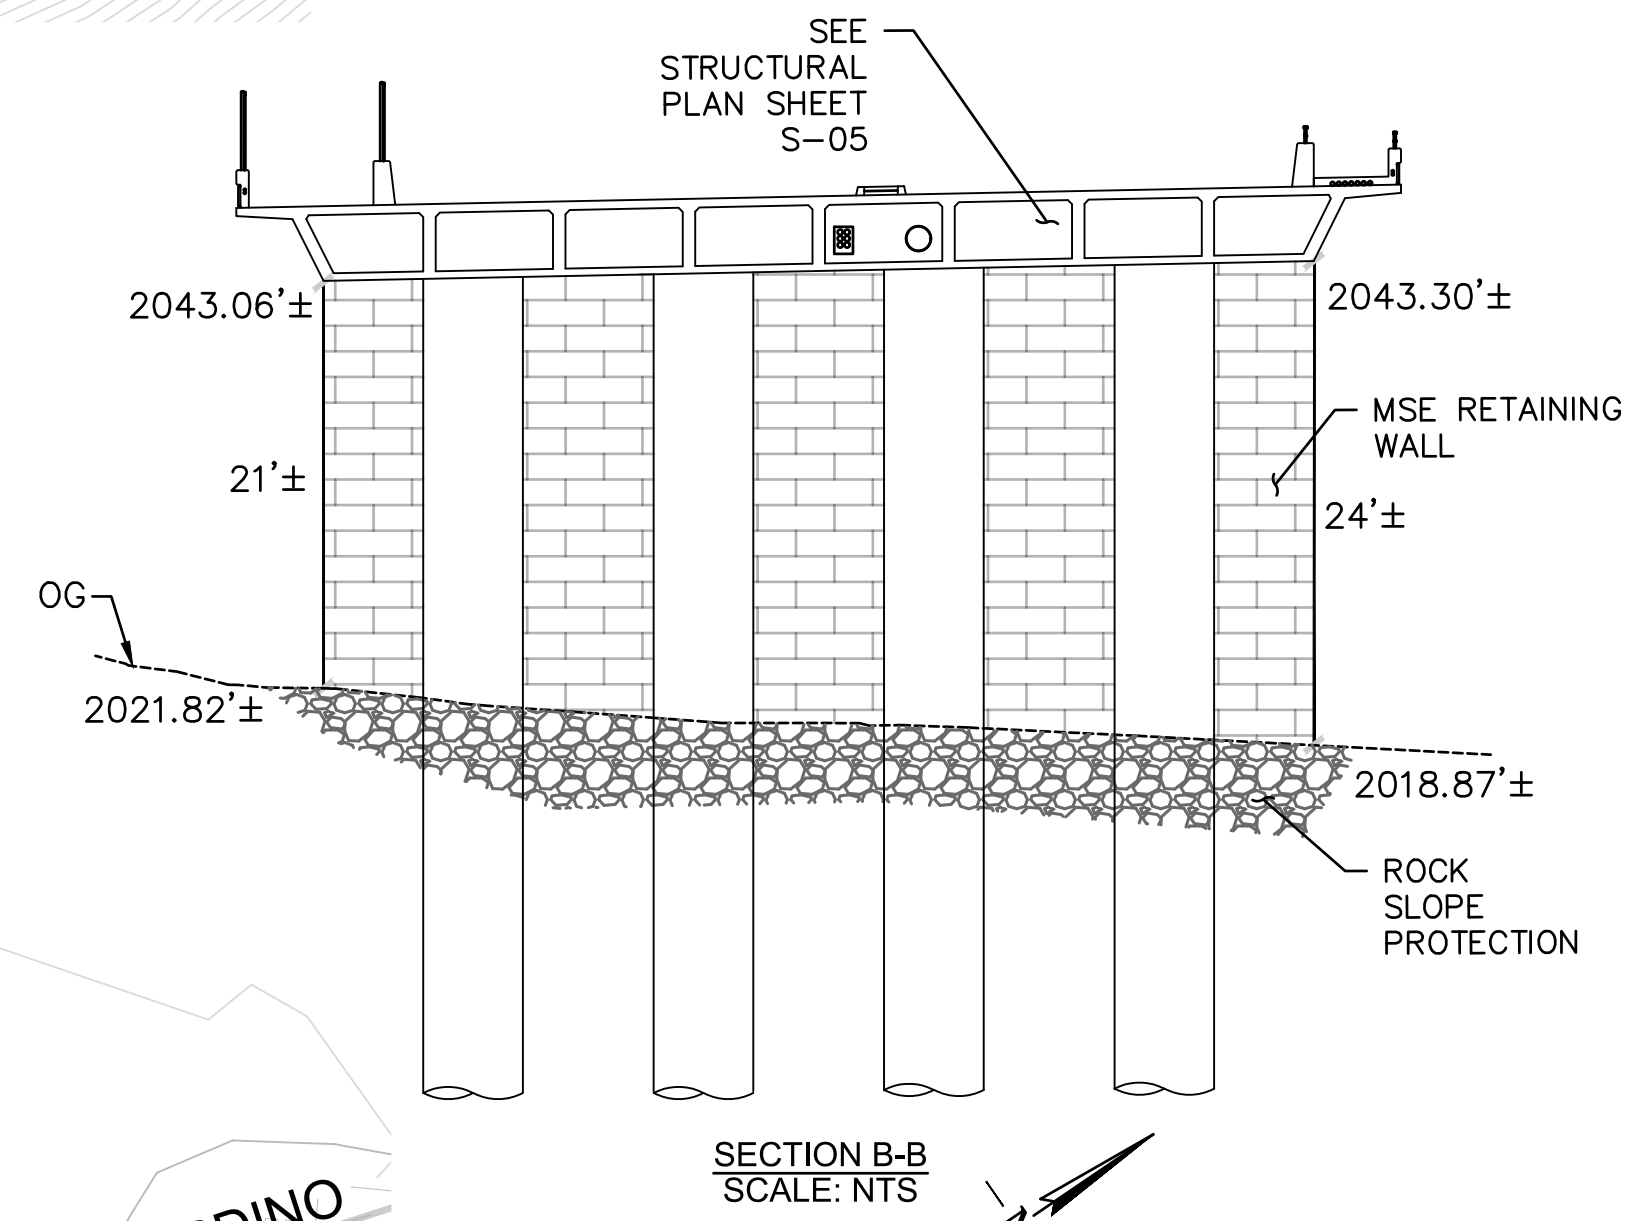 SEE
STRUCTURAL
PLAN SHEET
S-05
2043.06'±
2043.30'±
MSE RETAINING
WALL
21'±
24'±
OG
2021.82'±
2018.87'±
ROCK
SLOPE
PROTECTION
SECTION B-B
SCALE: NTS